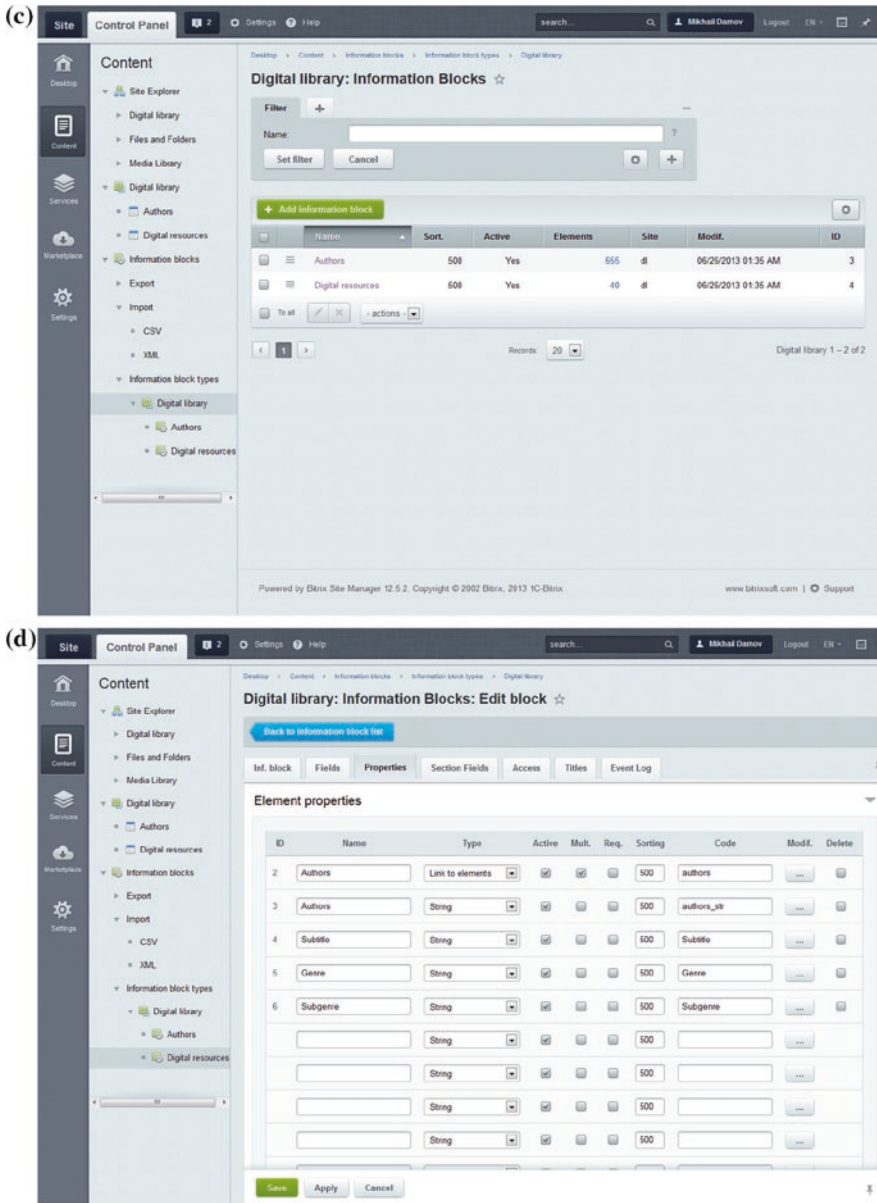 (c)
Site Control Panel 2 Settings Help search... Mikhail Damov Logout EN
Desktop
Content
Services
Marketplace
Settings
Content
Site Explorer
Digital library
Files and Folders
Media Library
Digital library
Authors
Digital resources
Information blocks
Export
Import
CSV
XML
Information block types
Digital library
Authors
Digital resources
Desktop Content Information blocks Information block types Digital library
Digital library: Information Blocks
Filter +
Name: ?
Set filter Cancel
+ Add information block
Name Sort. Active Elements Site Modif. ID
Authors 500 Yes 655 dl 06/25/2013 01:35 AM 3
Digital resources 500 Yes 40 dl 06/25/2013 01:35 AM 4
To all - actions -
1 Records: 20 Digital library 1 – 2 of 2
Powered by Bitrix Site Manager 12.5.2. Copyright © 2002 Bitrix, 2013 1C-Bitrix www.bitrixsoft.com | Support
(d)
Site Control Panel 2 Settings Help search... Mikhail Damov Logout EN
Desktop
Content
Services
Marketplace
Settings
Content
Site Explorer
Digital library
Files and Folders
Media Library
Digital library
Authors
Digital resources
Information blocks
Export
Import
CSV
XML
Information block types
Digital library
Authors
Digital resources
Desktop Content Information blocks Information block types Digital library
Digital library: Information Blocks: Edit block
Back to information block list
Inf. block Fields Properties Section Fields Access Titles Event Log
Element properties
ID Name Type Active Mult. Req. Sorting Code Modif. Delete
2 Authors Link to elements 500 authors ...
3 Authors String 500 authors_str ...
4 Subtitle String 500 Subtitle ...
5 Genre String 500 Genre ...
6 Subgenre String 500 Subgenre ...
String 500 ...
String 500 ...
String 500 ...
String 500 ...
Save Apply Cancel